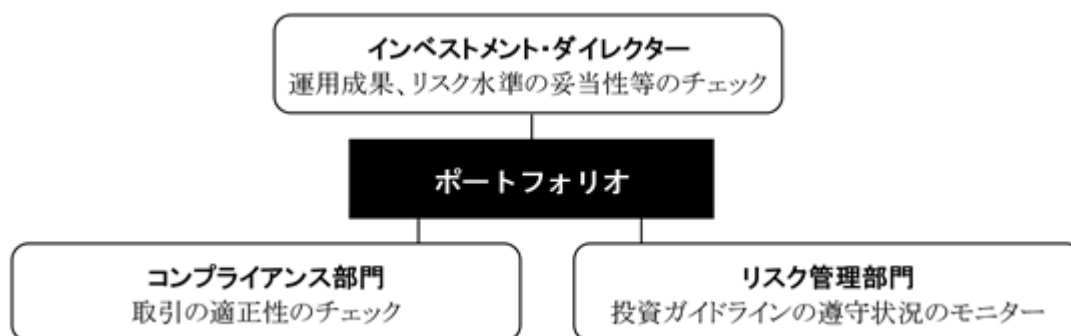 インベストメント・ダイレクター
運用成果、リスク水準の妥当性等のチェック
ポートフォリオ
コンプライアンス部門
取引の適正性のチェック
リスク管理部門
投資ガイドラインの遵守状況のモニター